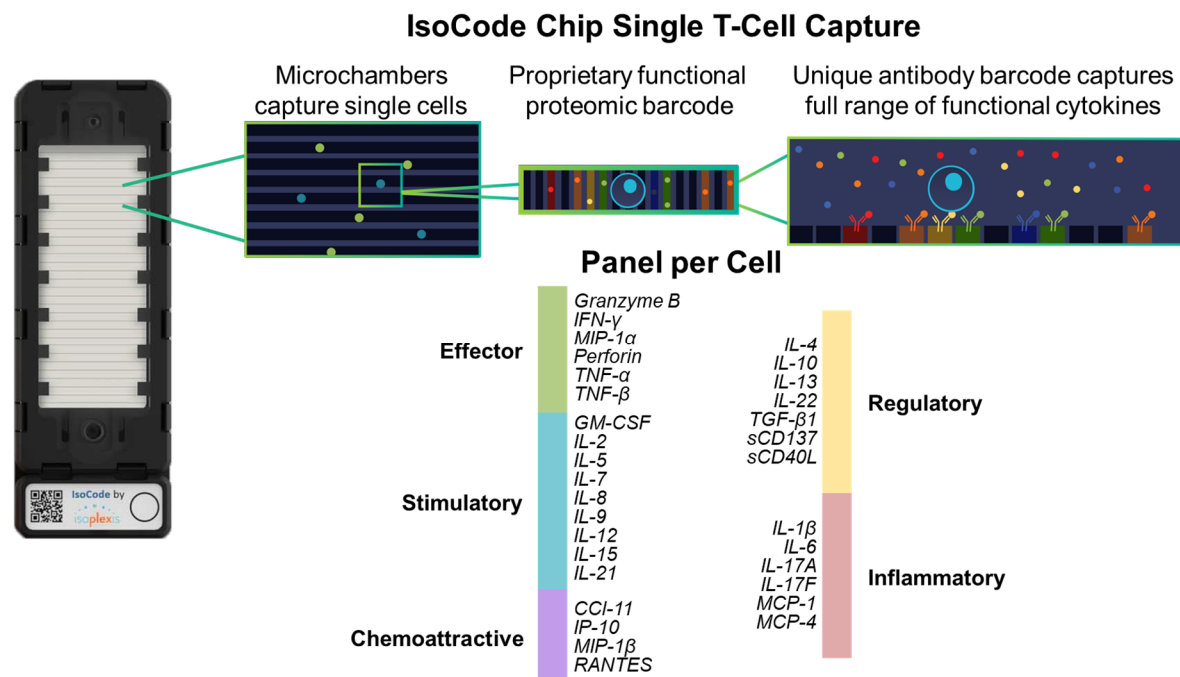 IsoCode Chip Single T-Cell Capture
Microchambers
capture single cells
Proprietary functional
proteomic barcode
Unique antibody barcode captures
full range of functional cytokines
IsoCode by
isoplexis
Panel per Cell
Effector
Granzyme B
IFN-γ
MIP-1α
Perforin
TNF-α
TNF-β
Stimulatory
GM-CSF
IL-2
IL-5
IL-7
IL-8
IL-9
IL-12
IL-15
IL-21
Chemoattractive
CCl-11
IP-10
MIP-1β
RANTES
IL-4
IL-10
IL-13
IL-22
TGF-β1
sCD137
sCD40L
Regulatory
IL-1β
IL-6
IL-17A
IL-17F
MCP-1
MCP-4
Inflammatory